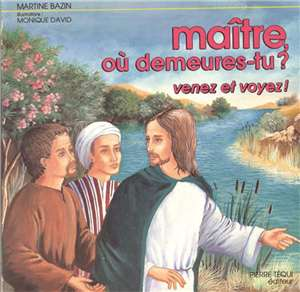 MARTINE BAZIN
illustrations :
MONIQUE DAVID
maître,
où demeures-tu?
venez et voyez!
PIERRE TÉQUI
éditeur